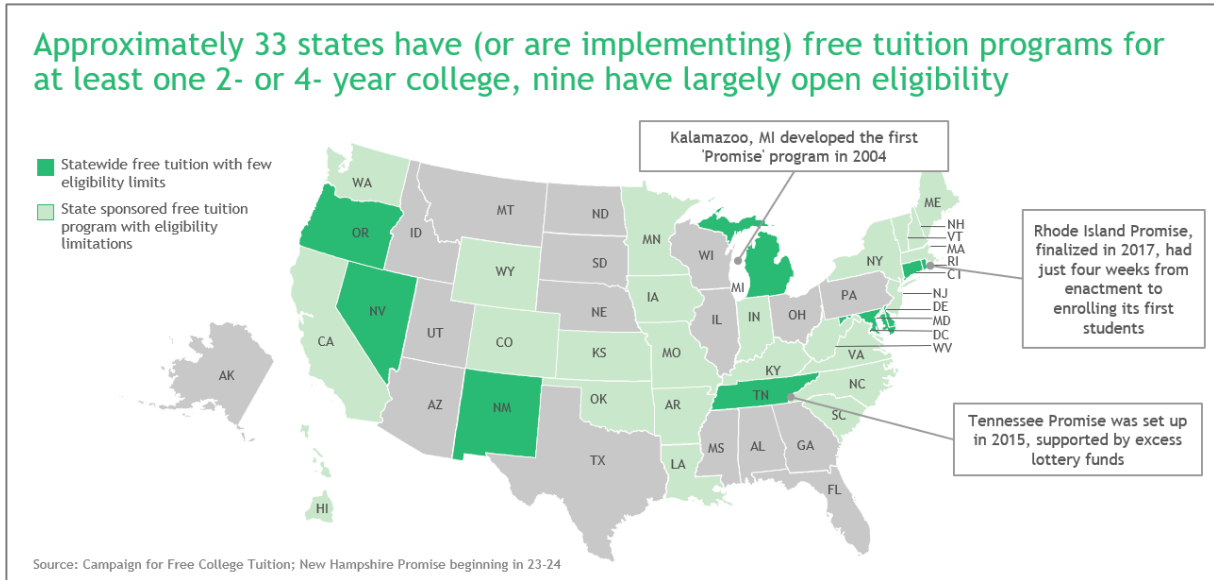 Approximately 33 states have (or are implementing) free tuition programs for
at least one 2- or 4- year college, nine have largely open eligibility
Statewide free tuition with few
eligibility limits
State sponsored free tuition
program with eligibility
limitations
Kalamazoo, MI developed the first
'Promise' program in 2004
Rhode Island Promise,
finalized in 2017, had
just four weeks from
enactment to
enrolling its first
students
Tennessee Promise was set up
in 2015, supported by excess
lottery funds
WA
OR
ID
MT
ND
SD
NE
MN
WI
MI
IA
WY
NV
UT
CA
CO
KS
MO
IL
IN
OH
PA
NY
ME
NH
VT
MA
RI
CT
NJ
DE
MD
DC
WV
VA
KY
NC
TN
SC
AZ
NM
OK
AR
TX
LA
MS
AL
GA
FL
AK
HI
Source: Campaign for Free College Tuition; New Hampshire Promise beginning in 23-24